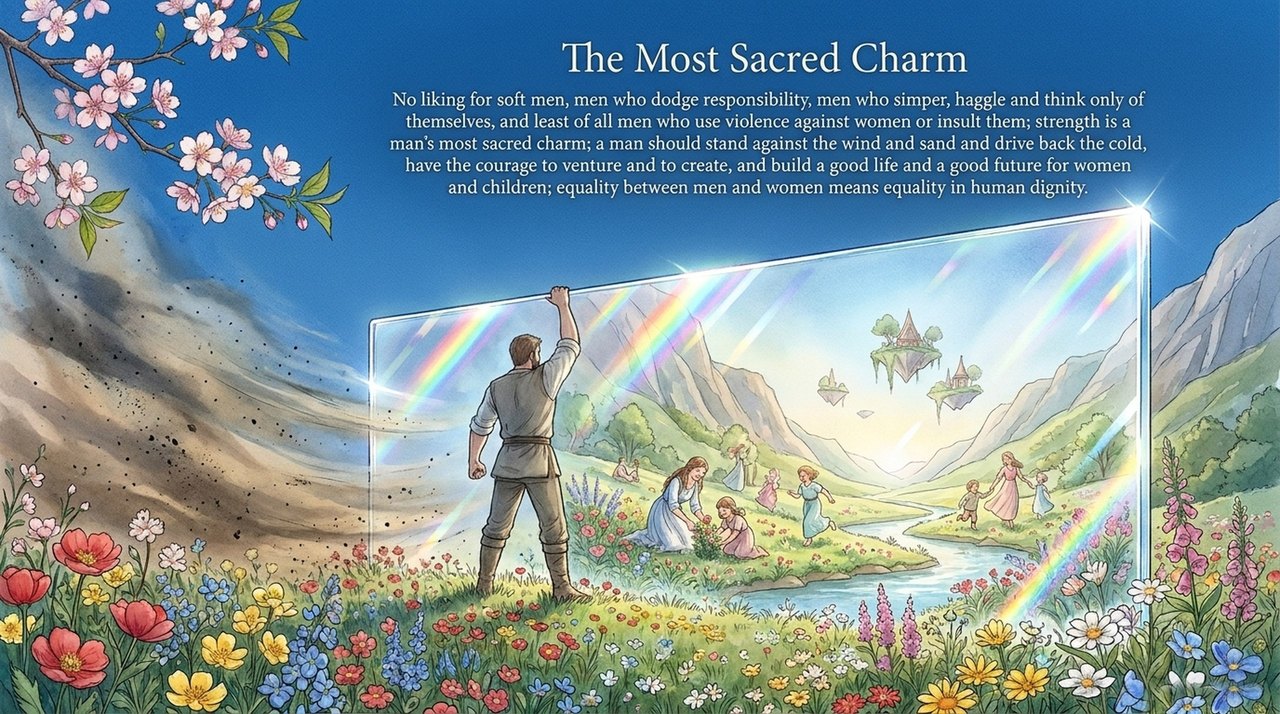 The Most Sacred Charm
No liking for soft men, men who dodge responsibility, men who simper, haggle and think only of
themselves, and least of all men who use violence against women or insult them; strength is a
man's most sacred charm; a man should stand against the wind and sand and drive back the cold,
have the courage to venture and to create, and build a good life and a good future for women
and children; equality between men and women means equality in human dignity.